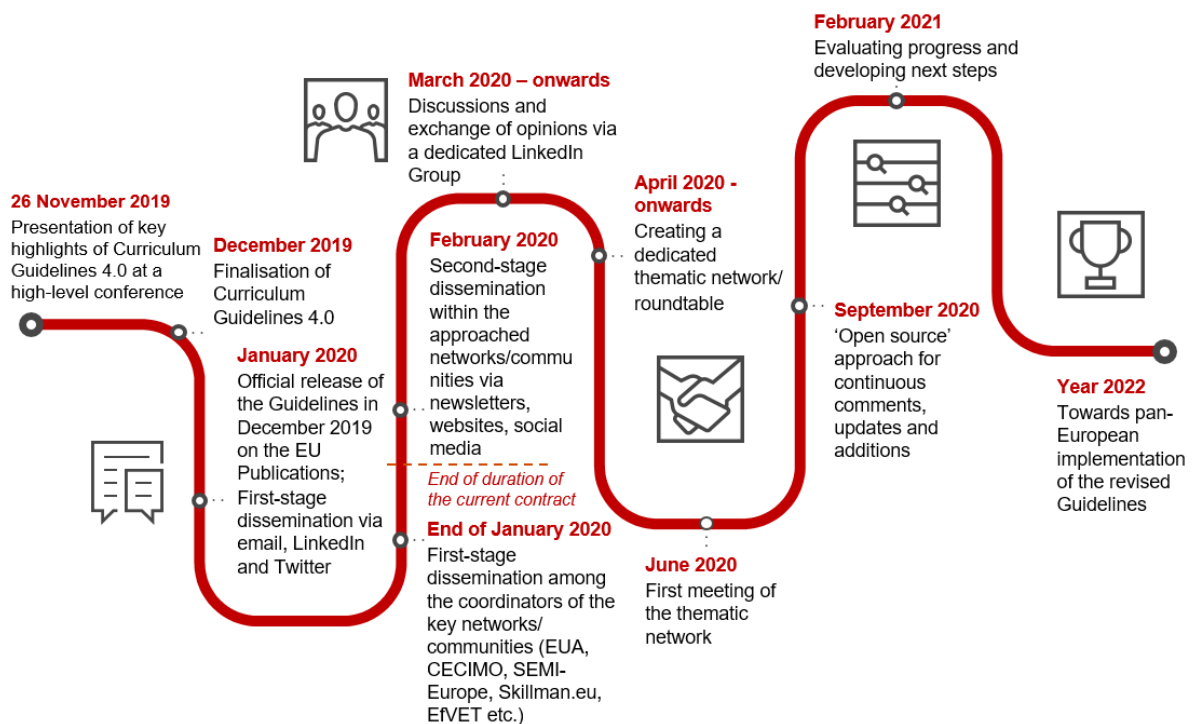 26 November 2019
Presentation of key
highlights of Curriculum
Guidelines 4.0 at a
high-level conference
December 2019
Finalisation of
Curriculum
Guidelines 4.0
January 2020
Official release of
the Guidelines in
December 2019
on the EU
Publications;
First-stage
dissemination via
email, LinkedIn
and Twitter
End of January 2020
First-stage
dissemination among
the coordinators of the
key networks/
communities (EUA,
CECIMO, SEMI-
Europe, Skillman.eu,
EfVET etc.)
End of duration of
the current contract
February 2020
Second-stage
dissemination
within the
approached
networks/commu
nities via
newsletters,
websites, social
media
March 2020 – onwards
Discussions and
exchange of opinions via
a dedicated LinkedIn
Group
April 2020 -
onwards
Creating a
dedicated
thematic network/
roundtable
June 2020
First meeting of
the thematic
network
September 2020
‘Open source’
approach for
continuous
comments,
updates and
additions
February 2021
Evaluating progress and
developing next steps
Year 2022
Towards pan-
European
implementation
of the revised
Guidelines